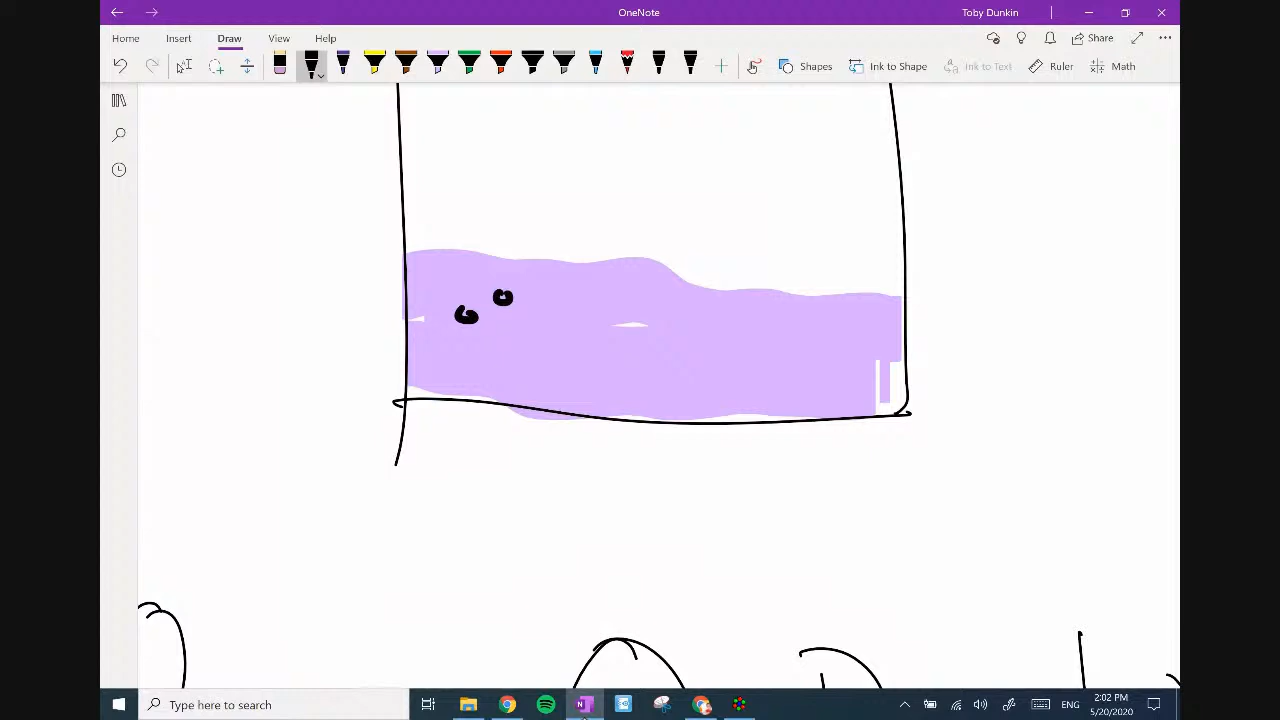 OneNote
Toby Dunkin
Home Insert Draw View Help
Share
Shapes Ink to Shape Ink to Text Ruler Math
Type here to search
ENG
2:02 PM
5/20/2020